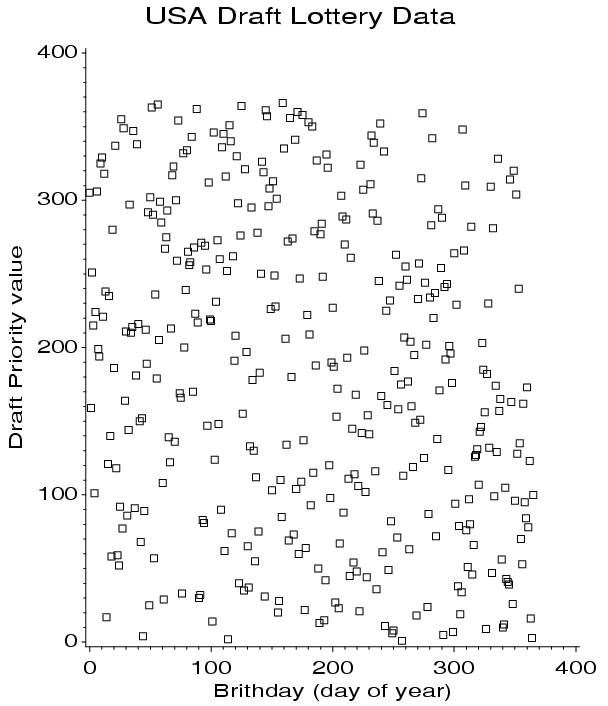 USA Draft Lottery Data
400
300
200
100
0
Draft Priority value
0 100 200 300 400
Brithday (day of year)